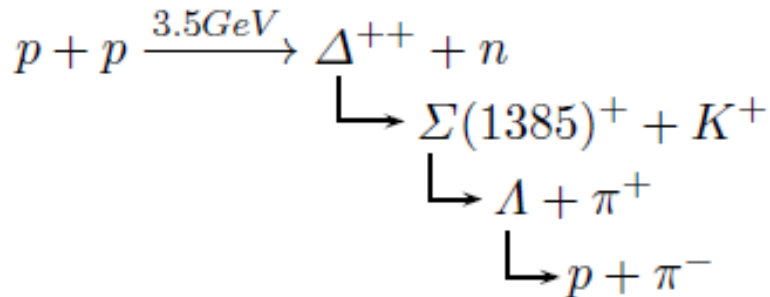 p + p 3.5GeV → Δ⁺⁺ + n
Σ(1385)⁺ + K⁺
Λ + π⁺
p + π⁻